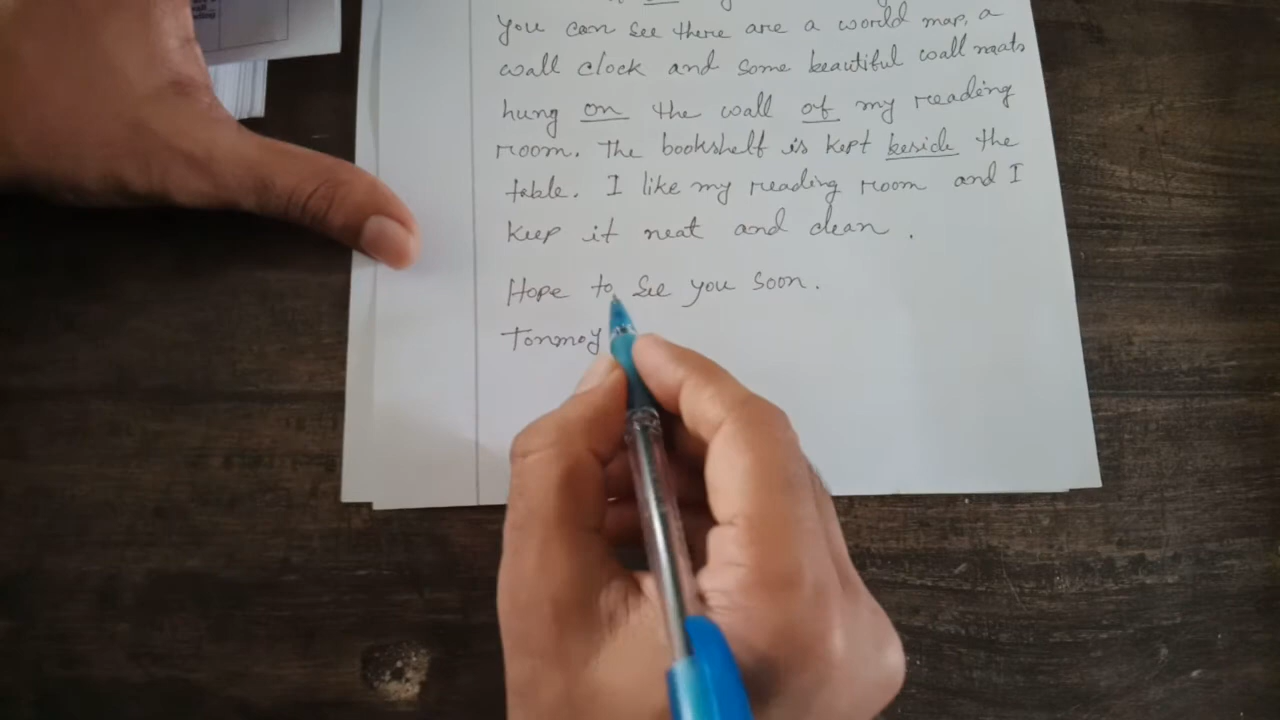 You can see there are a world map, a
wall clock and some beautiful wall maats
hung on the wall of my reading
room. The bookshelf is kept beside the
table. I like my reading room and I
keep it neat and clean.
Hope to see you soon.
Tonmoy